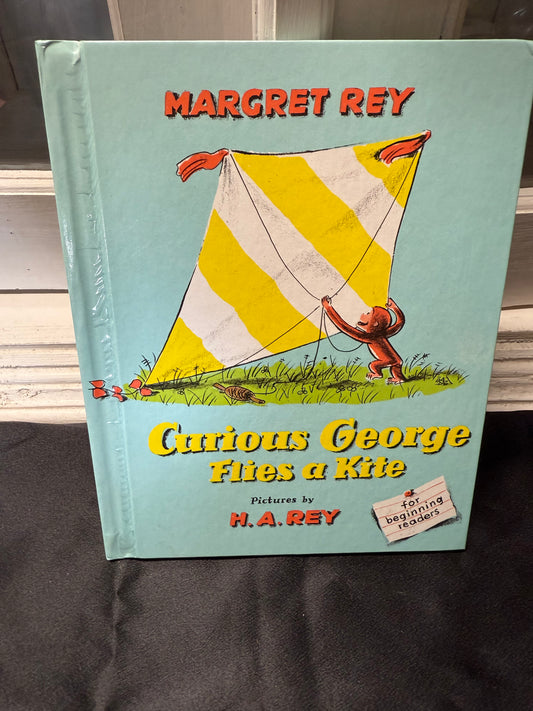 MARGRET REY
Curious George
Flies a Kite
Pictures by
H. A. REY
for
beginning
readers